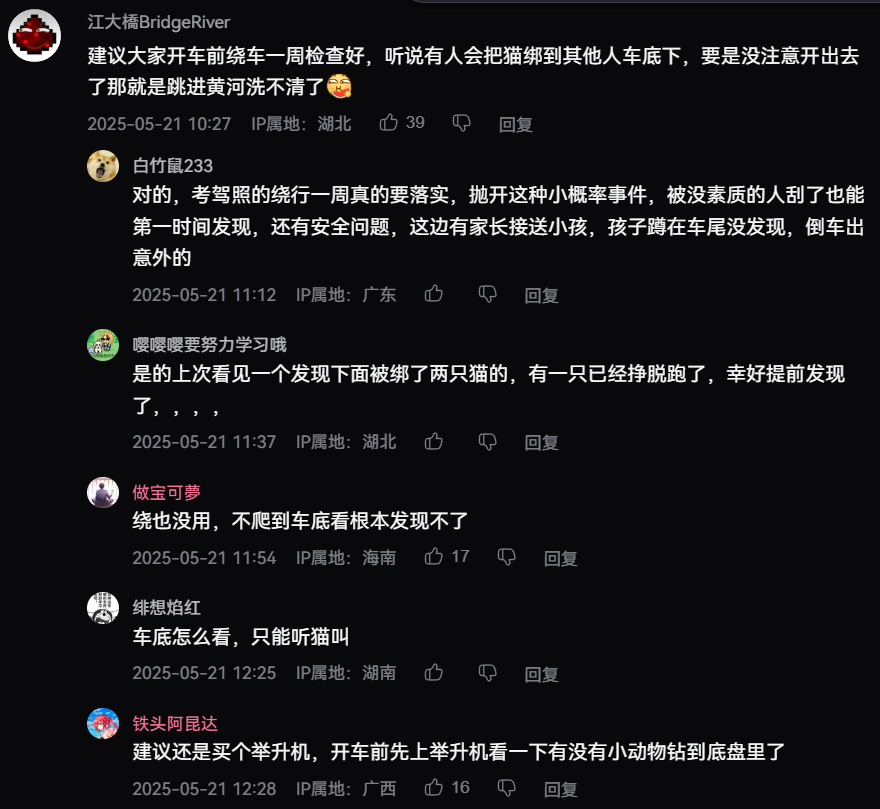 江大橋BridgeRiver
建议大家开车前绕车一周检查好，听说有人会把猫绑到其他人车底下，要是没注意开出去
了那就是跳进黄河洗不清了
2025-05-21 10:27 IP属地：湖北 39 回复
白竹鼠233
对的，考驾照的绕行一周真的要落实，抛开这种小概率事件，被没素质的人刮了也能
第一时间发现，还有安全问题，这边有家长接送小孩，孩子蹲在车尾没发现，倒车出
意外的
2025-05-21 11:12 IP属地：广东 回复
嘤嘤嘤要努力学习哦
是的上次看见一个发现下面被绑了两只猫的，有一只已经挣脱跑了，幸好提前发现
了，，，，
2025-05-21 11:37 IP属地：湖北 回复
做宝可夢
绕也没用，不爬到车底看根本发现不了
2025-05-21 11:54 IP属地：海南 17 回复
绯想焰红
车底怎么看，只能听猫叫
2025-05-21 12:25 IP属地：湖南 回复
铁头阿昆达
建议还是买个举升机，开车前先上举升机看一下有没有小动物钻到底盘里了
2025-05-21 12:28 IP属地：广西 16 回复